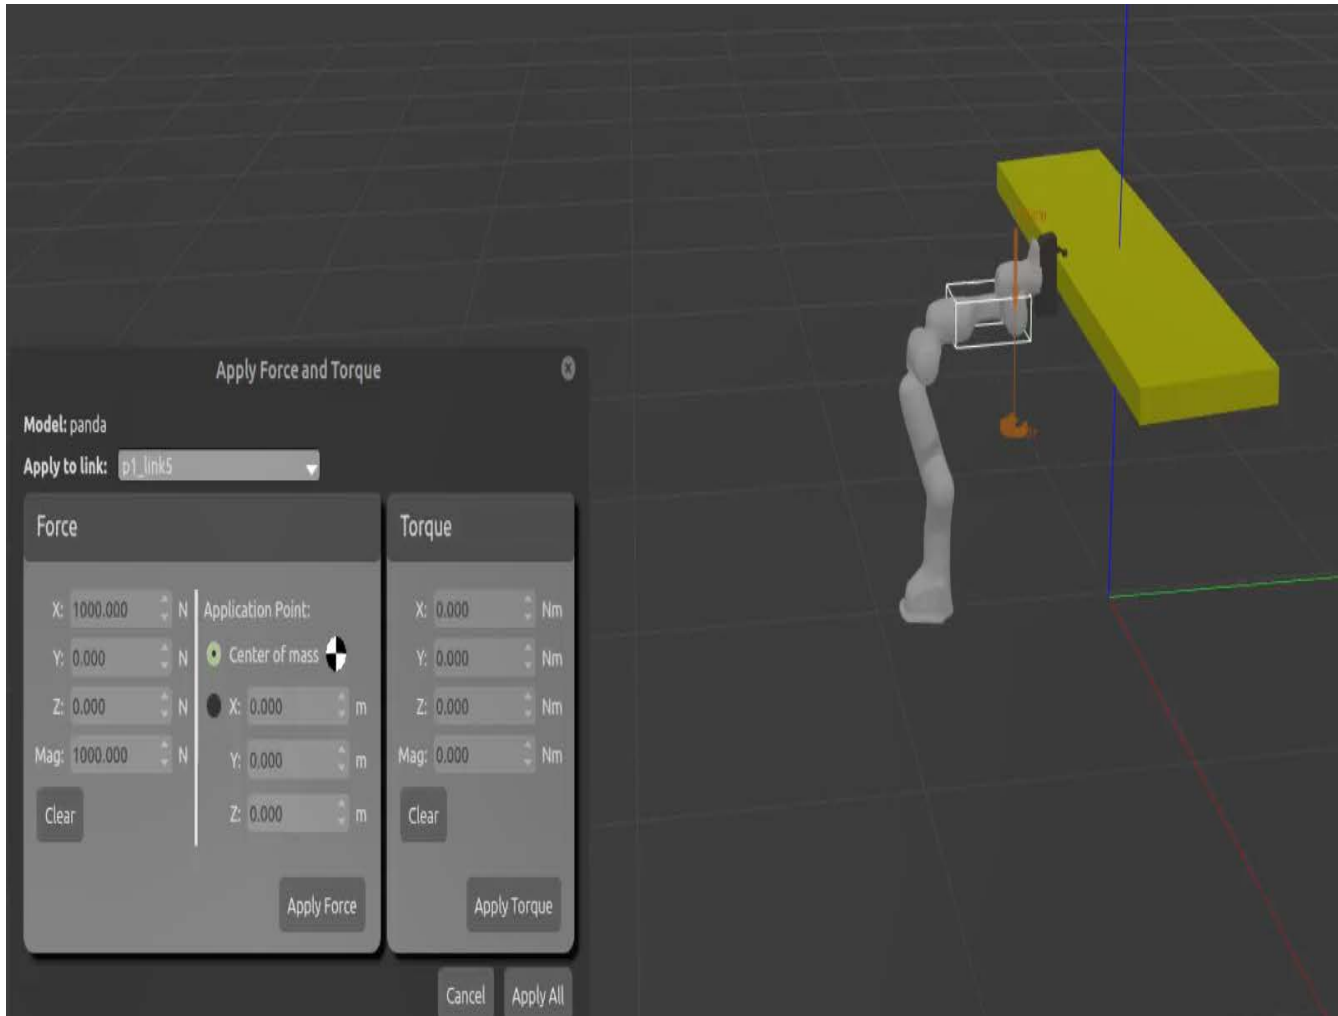 Apply Force and Torque
Model: panda
Apply to link: p1_link5
Force
Torque
X: 1000.000 N
Application Point:
X: 0.000 Nm
Y: 0.000 N
Center of mass
Y: 0.000 Nm
Z: 0.000 N
X: 0.000 m
Z: 0.000 Nm
Mag: 1000.000 N
Y: 0.000 m
Mag: 0.000 Nm
Clear
Z: 0.000 m
Clear
Apply Force
Apply Torque
Cancel
Apply All